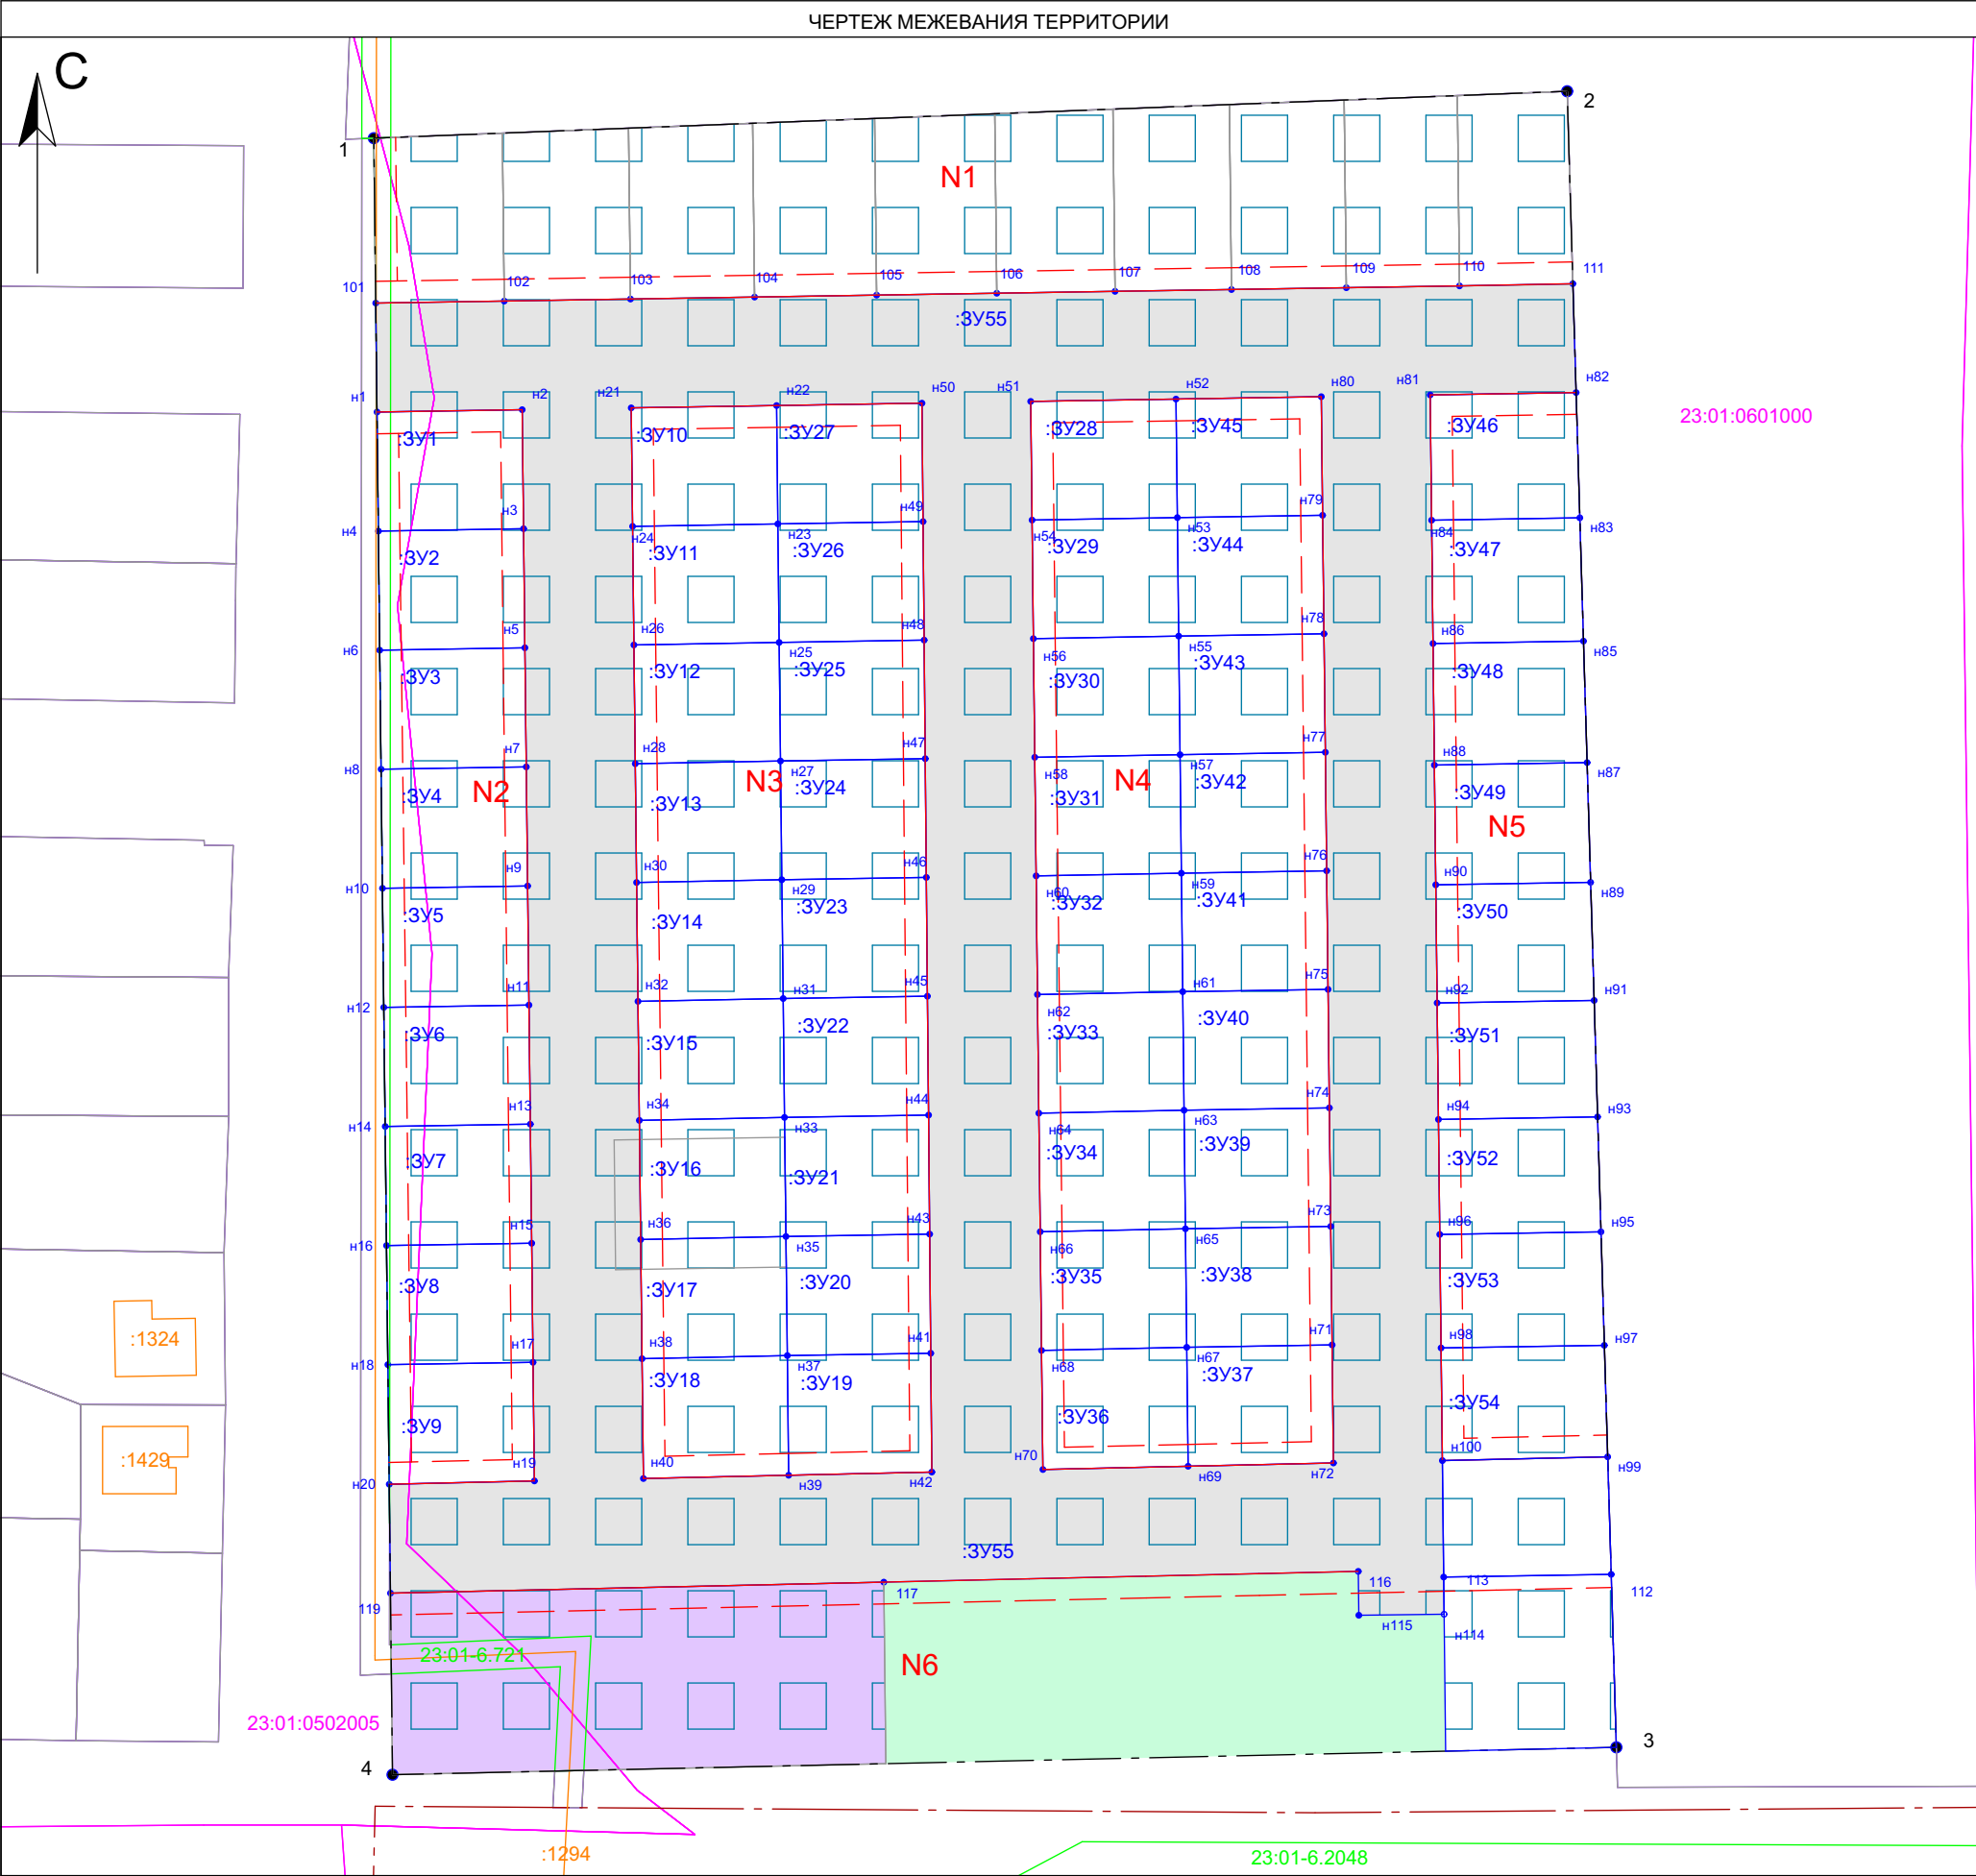 ЧЕРТЕЖ МЕЖЕВАНИЯ ТЕРРИТОРИИ
С
2
1
N1
101
102
103
104
105
106
107
108
109
110
111
:ЗУ55
н1
н2
н21
н22
н50
н51
н52
н80
н81
н82
:ЗУ1
:ЗУ10
:ЗУ27
:ЗУ28
:ЗУ45
:ЗУ46
23:01:0601000
н4
н3
н24
н23
н49
н54
н53
н79
н84
н83
:ЗУ2
:ЗУ11
:ЗУ26
:ЗУ29
:ЗУ44
:ЗУ47
н6
н5
н26
н25
н48
н56
н55
н78
н86
н85
:ЗУ3
:ЗУ12
:ЗУ25
:ЗУ30
:ЗУ43
:ЗУ48
н8
н7
н28
н27
н47
н58
н57
н77
н88
н87
:ЗУ4
N2
:ЗУ13
N3
:ЗУ24
:ЗУ31
N4
:ЗУ42
:ЗУ49
N5
н10
н9
н30
н29
н46
н60
н59
н76
н90
н89
:ЗУ5
:ЗУ14
:ЗУ23
:ЗУ32
:ЗУ41
:ЗУ50
н12
н11
н32
н31
н45
н62
н61
н75
н92
н91
:ЗУ6
:ЗУ15
:ЗУ22
:ЗУ33
:ЗУ40
:ЗУ51
н14
н13
н34
н33
н44
н64
н63
н74
н94
н93
:ЗУ7
:ЗУ16
:ЗУ21
:ЗУ34
:ЗУ39
:ЗУ52
н16
н15
н36
н35
н43
н66
н65
н73
н96
н95
:ЗУ8
:ЗУ17
:ЗУ20
:ЗУ35
:ЗУ38
:ЗУ53
:1324
н18
н17
н38
н37
н41
н68
н67
н71
н98
н97
:ЗУ9
:ЗУ18
:ЗУ19
:ЗУ36
:ЗУ37
:ЗУ54
:1429
н20
н19
н40
н39
н42
н70
н69
н72
н100
н99
:ЗУ55
119
117
116
113
112
н115
н114
23:01-6.721
N6
23:01:0502005
4
3
:1294
23:01-6.2048